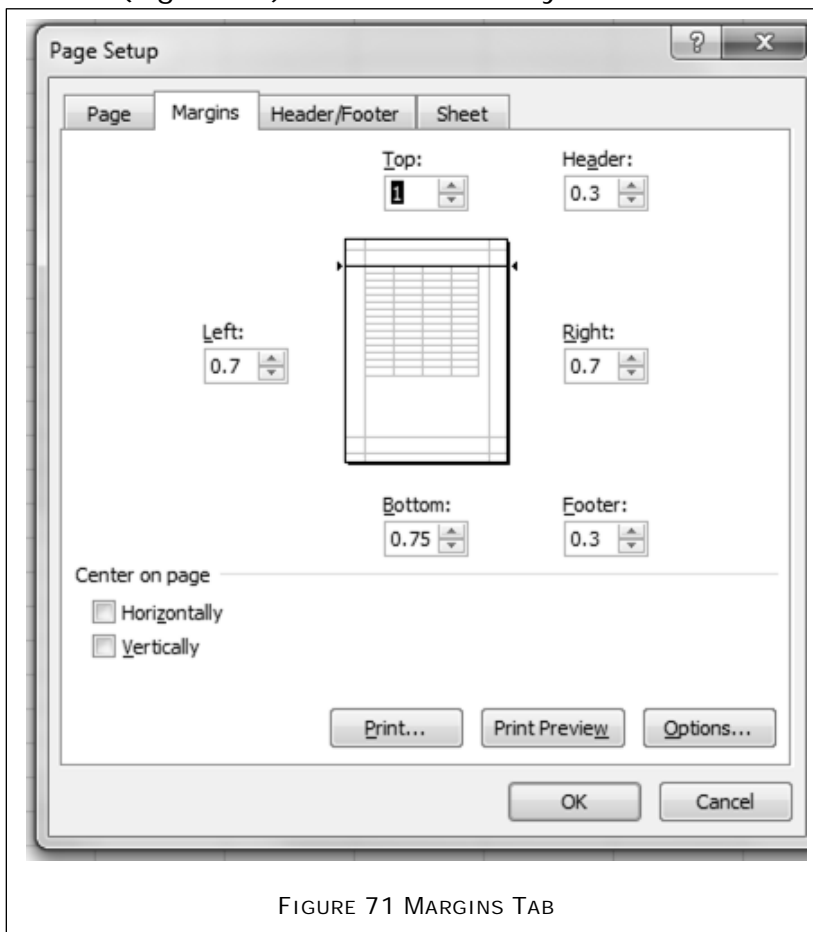 Page Setup
? X
Page Margins Header/Footer Sheet
Top: Header:
1 0.3
Left: Right:
0.7 0.7
Bottom: Footer:
0.75 0.3
Center on page
Horizontally
Vertically
Print... Print Preview Options...
OK Cancel
FIGURE 71 MARGINS TAB